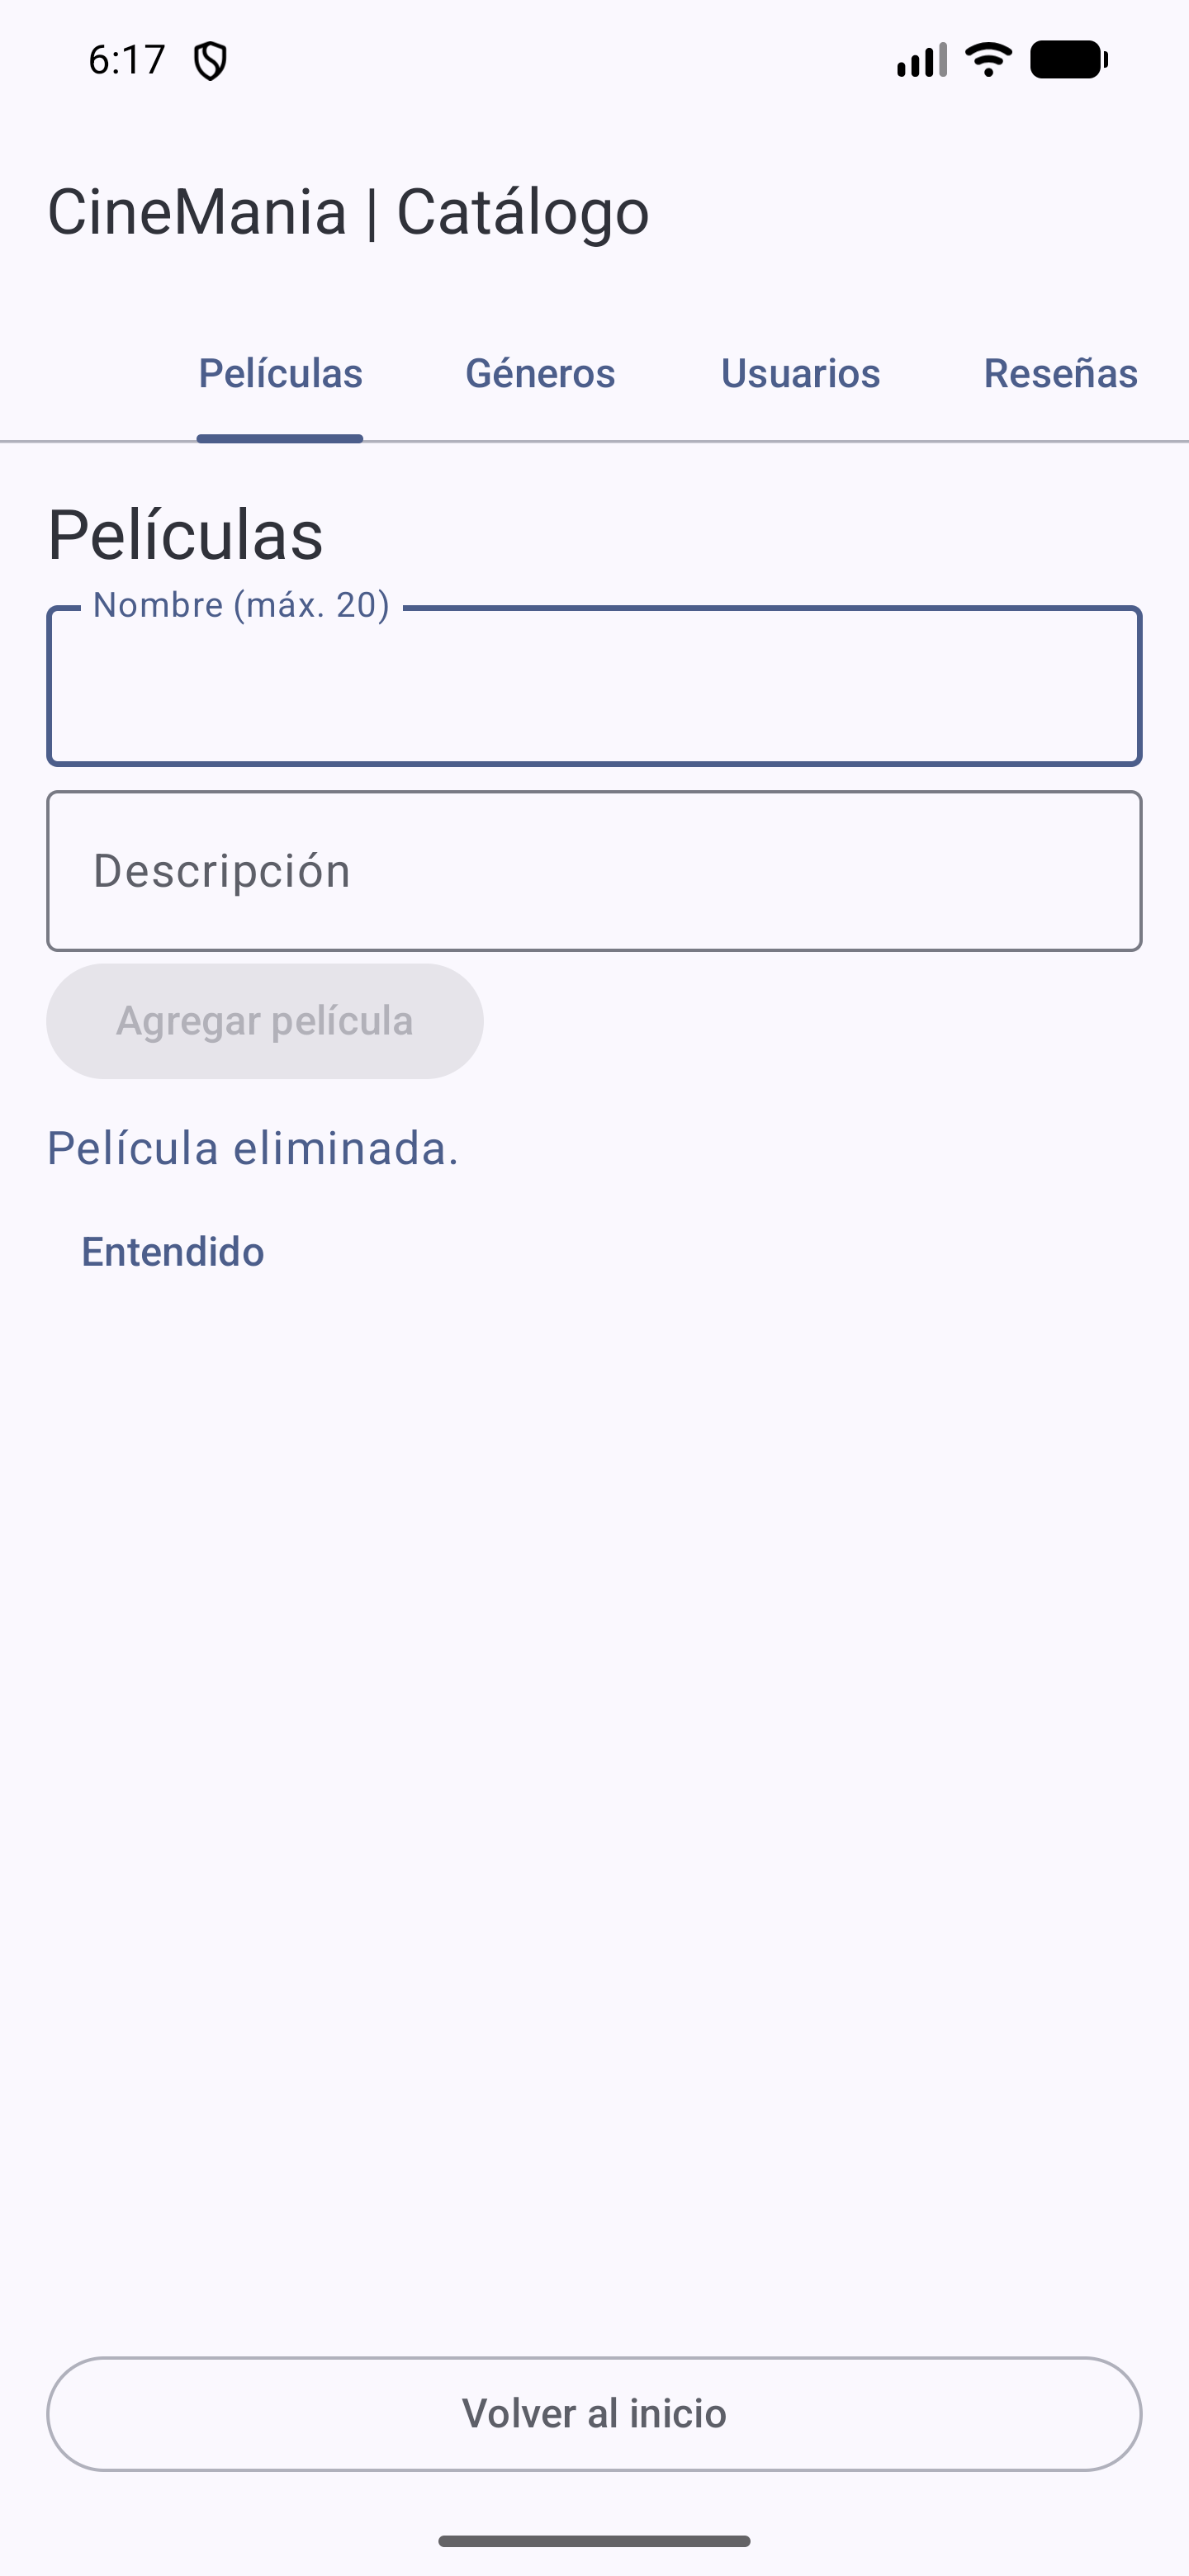 6:17
CineMania | Catálogo
Películas Géneros Usuarios Reseñas
Películas
Nombre (máx. 20)
Descripción
Agregar película
Película eliminada.
Entendido
Volver al inicio